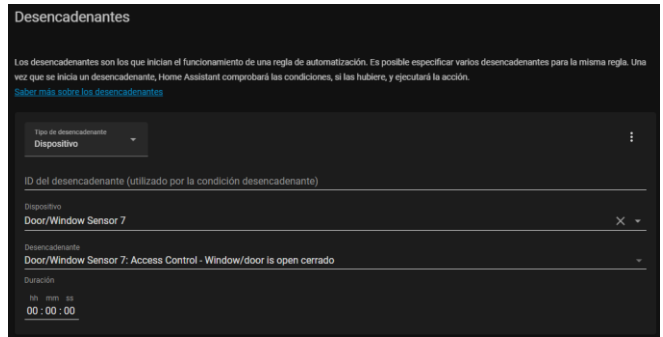 Desencadenantes
Los desencadenantes son los que inician el funcionamiento de una regla de automatización. Es posible especificar varios desencadenantes para la misma regla. Una
vez que se inicia un desencadenante, Home Assistant comprobará las condiciones, si las hubiere, y ejecutará la acción.
Saber más sobre los desencadenantes
Tipo de desencadenante
Dispositivo
ID del desencadenante (utilizado por la condición desencadenante)
Dispositivo
Door/Window Sensor 7
Desencadenante
Door/Window Sensor 7: Access Control - Window/door is open cerrado
Duración
hh mm ss
00 : 00 : 00